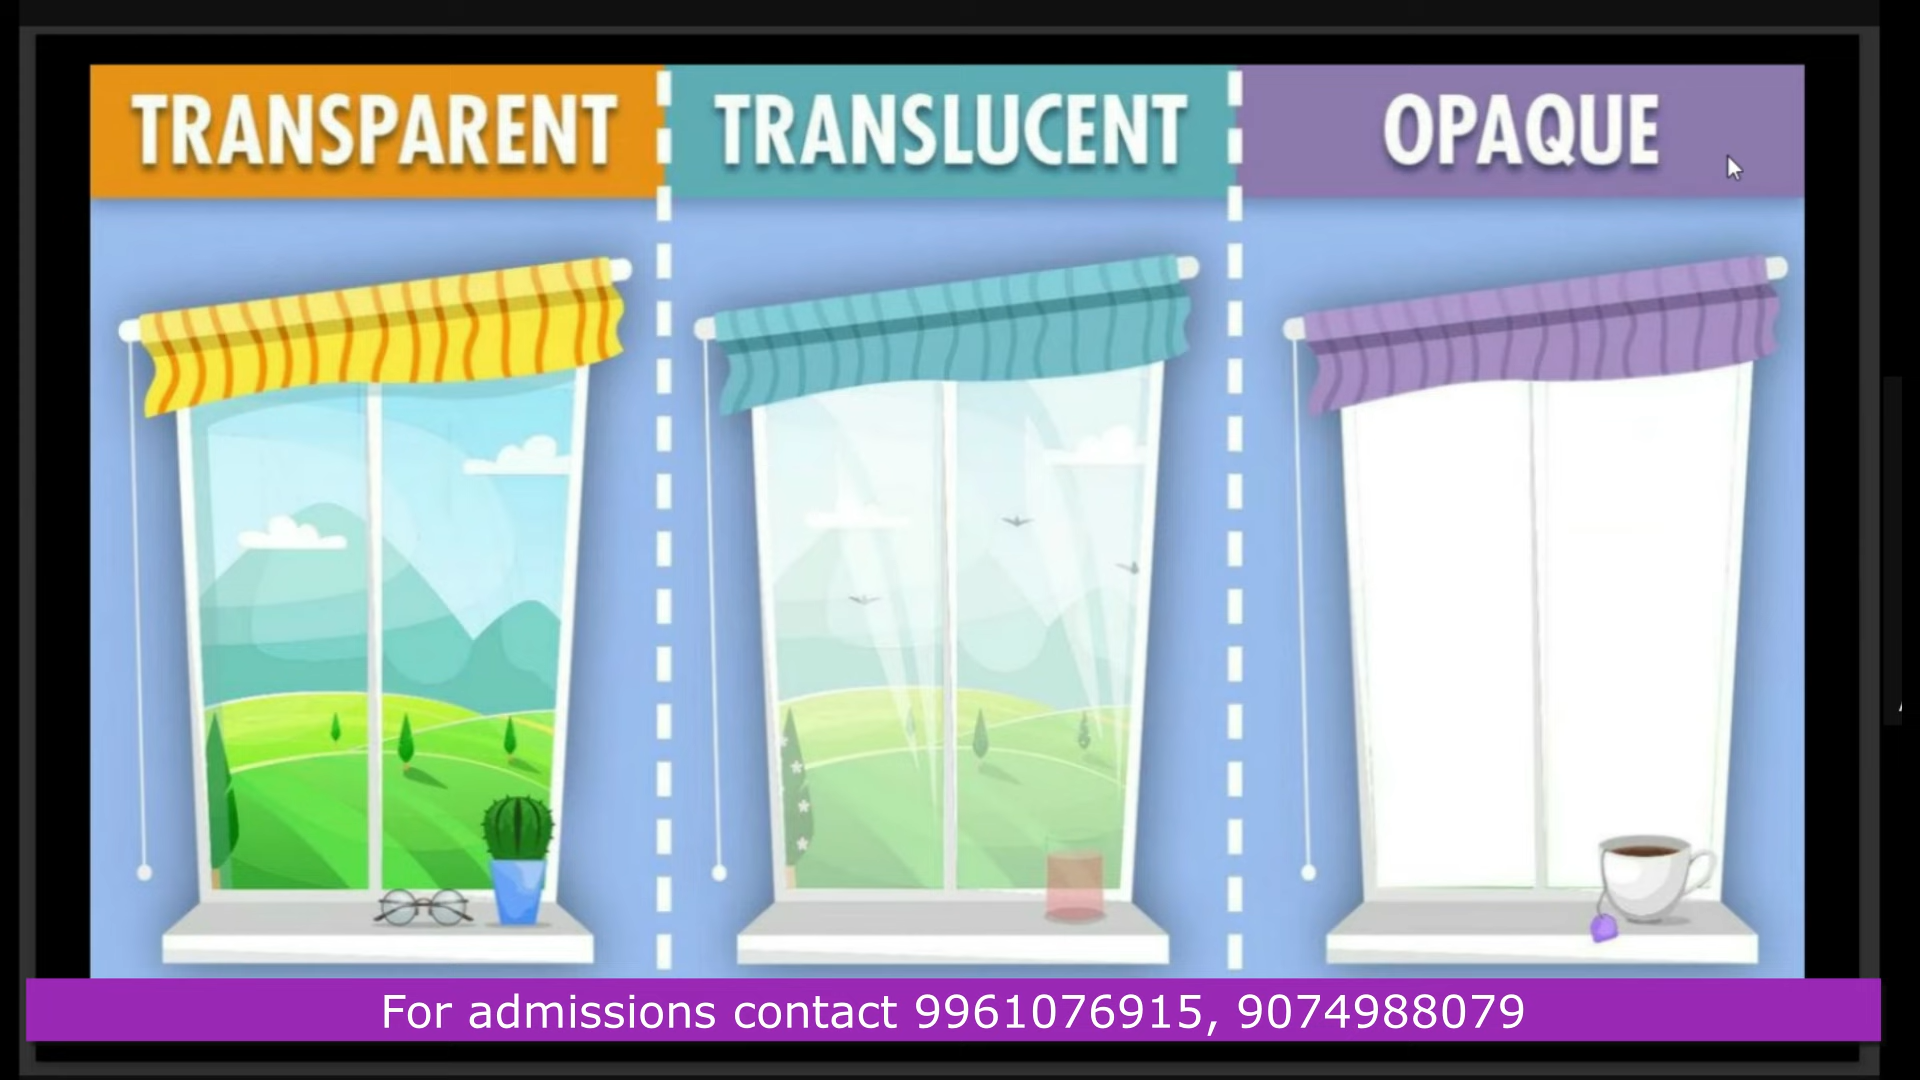 TRANSPARENT
TRANSLUCENT
OPAQUE
For admissions contact 9961076915, 9074988079